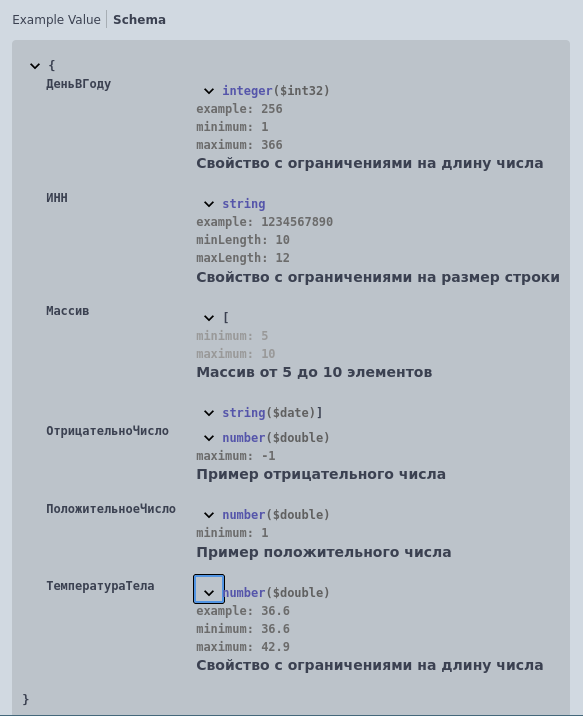 Example Value Schema
{
ДеньВГоду
integer($int32)
example: 256
minimum: 1
maximum: 366
Свойство с ограничениями на длину числа
ИНН
string
example: 1234567890
minLength: 10
maxLength: 12
Свойство с ограничениями на размер строки
Массив
[
minimum: 5
maximum: 10
Массив от 5 до 10 элементов
string($date)]
ОтрицательноЧисло
number($double)
maximum: -1
Пример отрицательного числа
ПоложительноеЧисло
number($double)
minimum: 1
Пример положительного числа
ТемператураТела
number($double)
example: 36.6
minimum: 36.6
maximum: 42.9
Свойство с ограничениями на длину числа
}